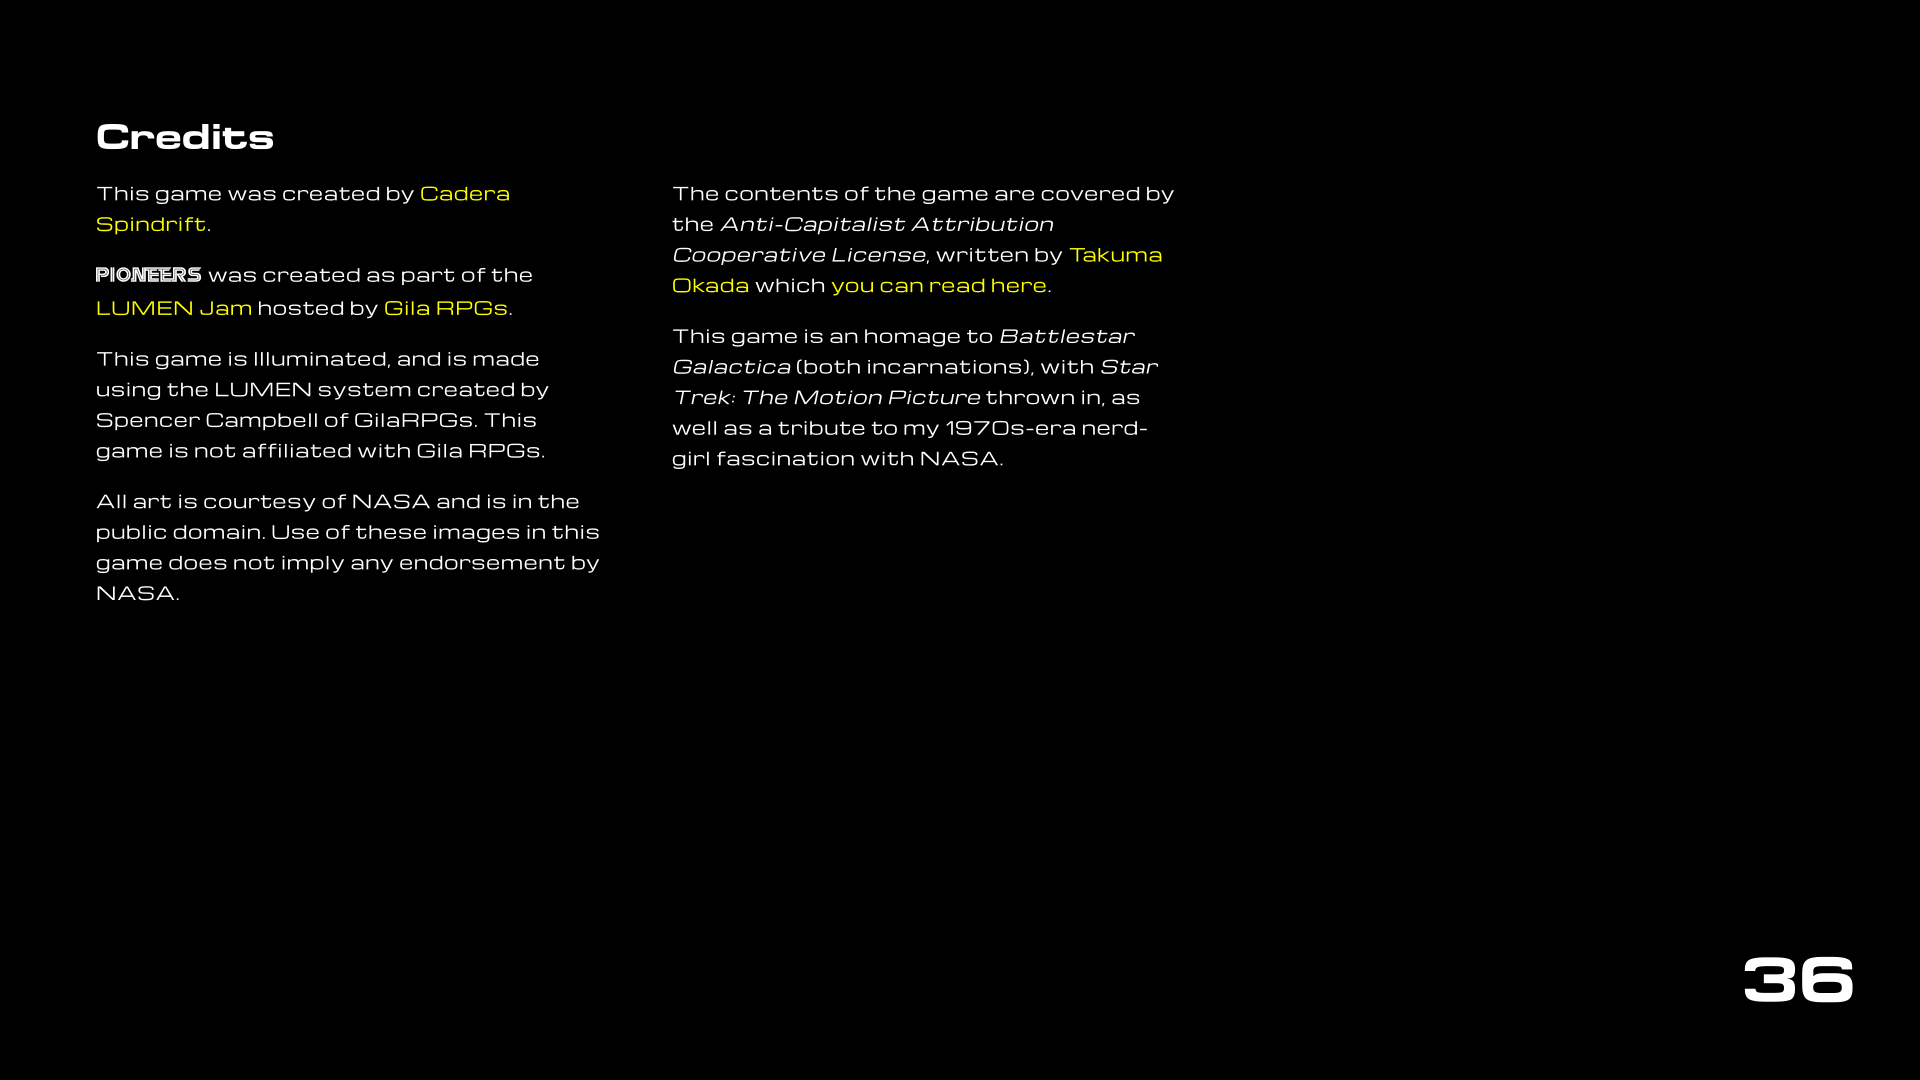 Credits
This game was created by Cadera
Spindrift.
PIONEERS was created as part of the
LUMEN Jam hosted by Gila RPGs.
This game is Illuminated, and is made
using the LUMEN system created by
Spencer Campbell of GilaRPGs. This
game is not affiliated with Gila RPGs.
All art is courtesy of NASA and is in the
public domain. Use of these images in this
game does not imply any endorsement by
NASA.
The contents of the game are covered by
the Anti-Capitalist Attribution
Cooperative License, written by Takuma
Okada which you can read here.
This game is an homage to Battlestar
Galactica (both incarnations), with Star
Trek: The Motion Picture thrown in, as
well as a tribute to my 1970s-era nerd-
girl fascination with NASA.
36